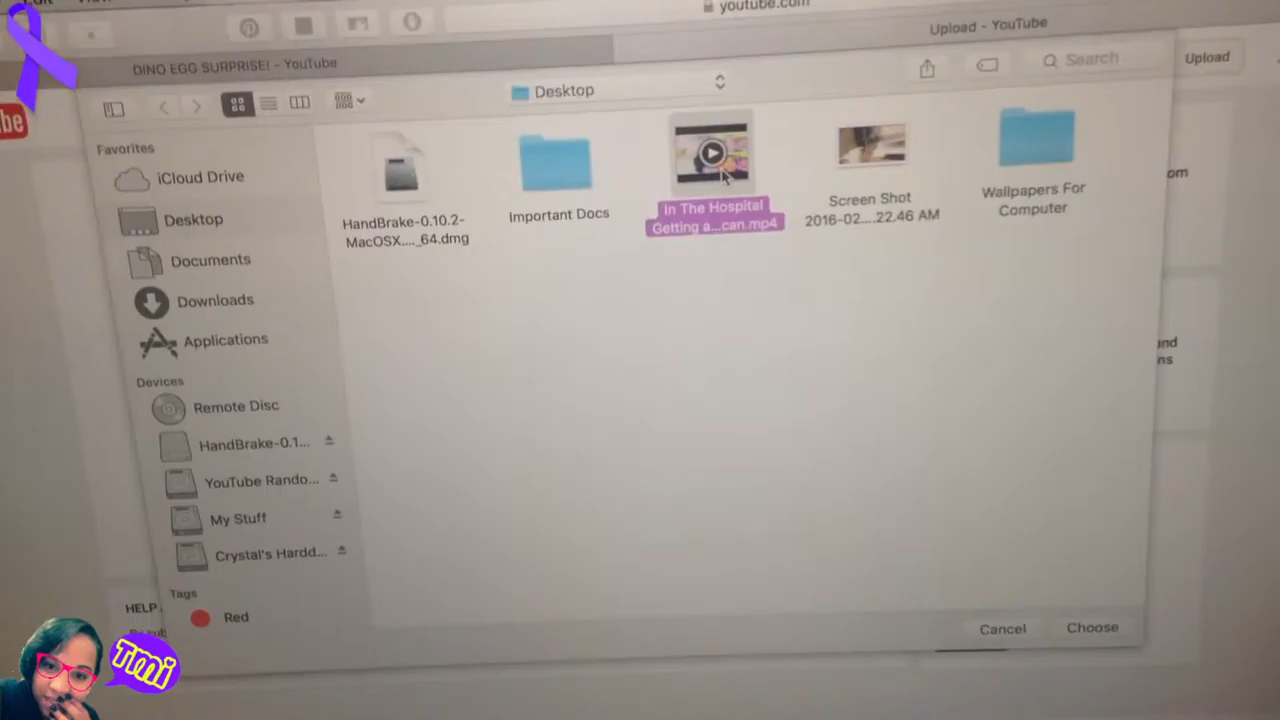 youtube.com
DINO EGG SURPRISE! - YouTube
Upload - YouTube
Desktop
Search
Upload
Favorites
iCloud Drive
Desktop
Documents
Downloads
Applications
Devices
Remote Disc
HandBrake-0.1...
YouTube Rando...
My Stuff
Crystal's Hardd...
Tags
Red
HandBrake-0.10.2-
MacOSX...._64.dmg
Important Docs
In The Hospital
Getting a...can.mp4
Screen Shot
2016-02....22.46 AM
Wallpapers For
Computer
om
und
ns
HELP
Cancel
Choose
Tmi